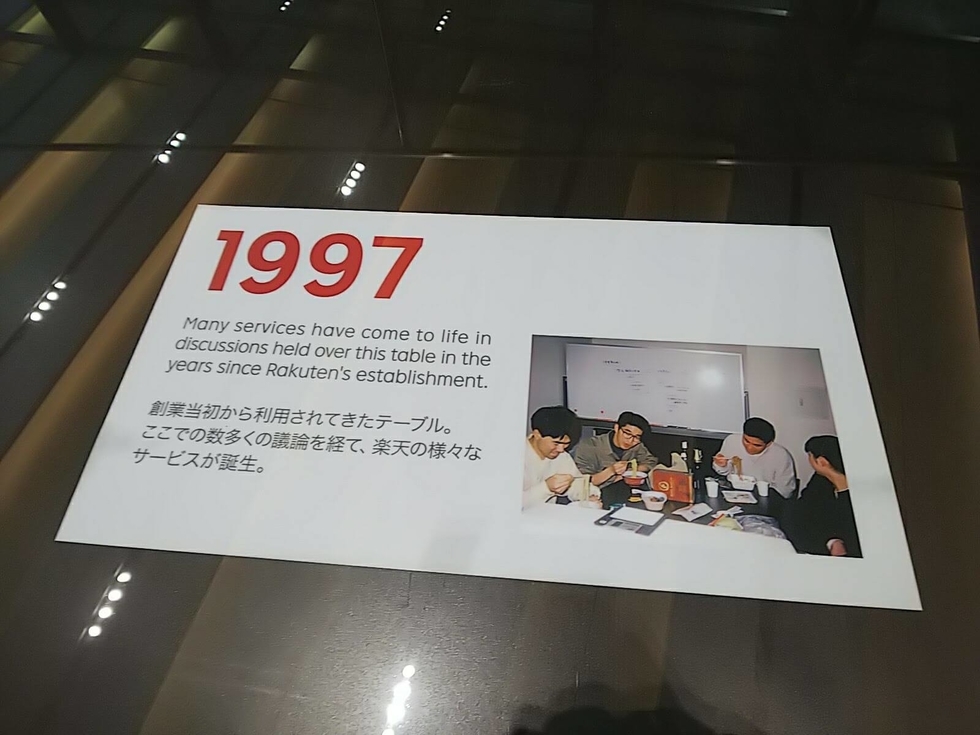 1997
Many services have come to life in
discussions held over this table in the
years since Rakuten's establishment.
創業当初から利用されてきたテーブル。
ここでの数多くの議論を経て、楽天の様々な
サービスが誕生。